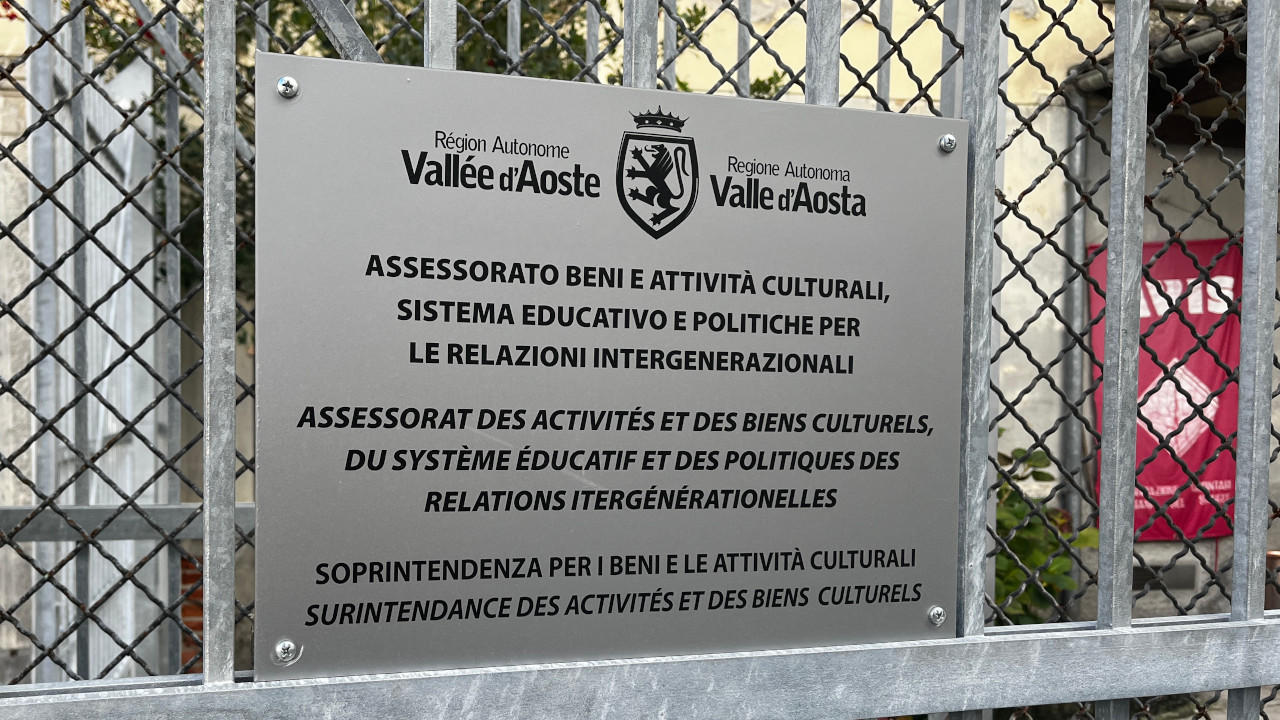 Région Autonome
Vallée d'Aoste
Regione Autonoma
Valle d'Aosta
ASSESSORATO BENI E ATTIVITÀ CULTURALI,
SISTEMA EDUCATIVO E POLITICHE PER
LE RELAZIONI INTERGENERAZIONALI
ASSESSORAT DES ACTIVITÉS ET DES BIENS CULTURELS,
DU SYSTÈME ÉDUCATIF ET DES POLITIQUES DES
RELATIONS ITERGÉNÉRATIONELLES
SOPRINTENDENZA PER I BENI E LE ATTIVITÀ CULTURALI
SURINTENDANCE DES ACTIVITÉS ET DES BIENS CULTURELS
AVIS